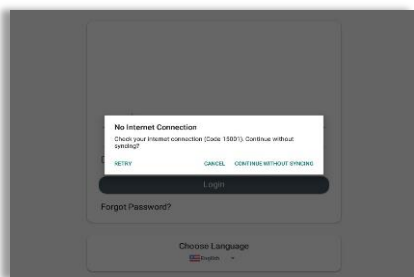 No Internet Connection
Check your Internet connection (Code 15001). Continue without
syncing?
RETRY CANCEL CONTINUE WITHOUT SYNCING
Login
Forgot Password?
Choose Language
English